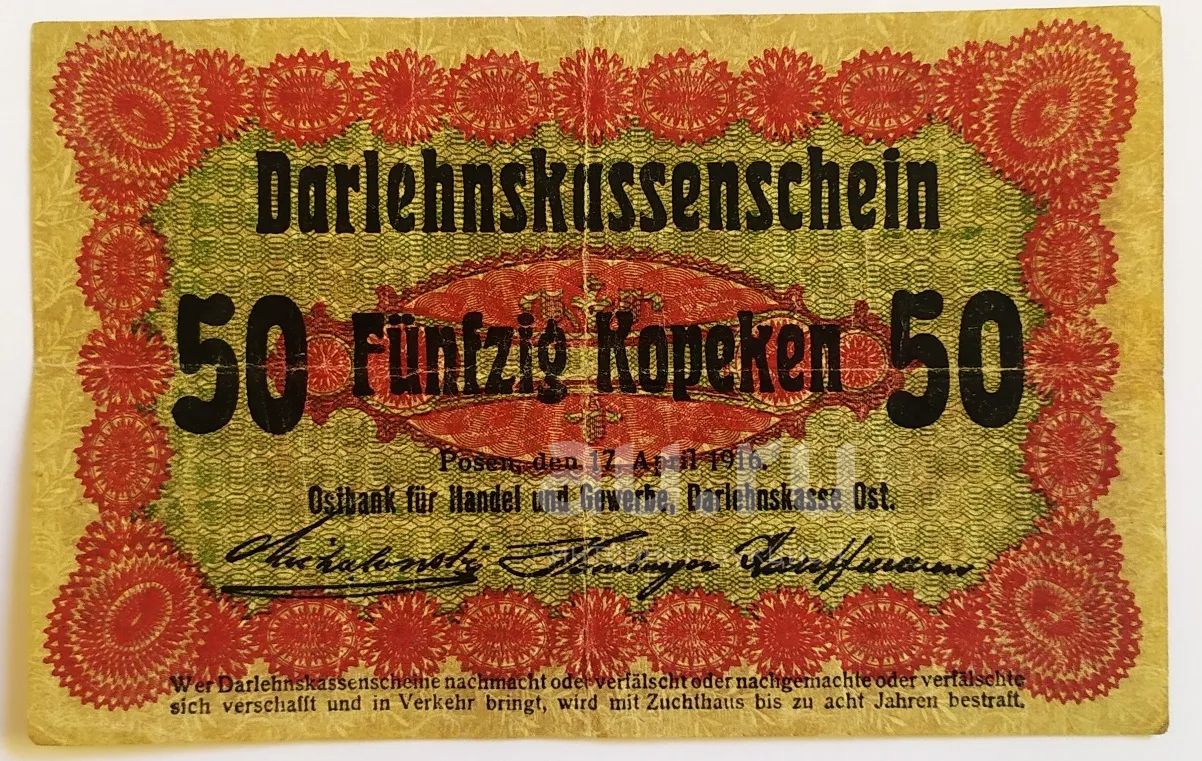 Darlehnskassenschein
50 Fünfzig Kopeken 50
Posen, den 17. April 1916.
Ostbank für Handel und Gewerbe, Darlehnskasse Ost.
Kauffmann
Wer Darlehnskassenscheine nachmacht oder verfälscht oder nachgemachte oder verfälschte
sich verschafft und in Verkehr bringt, wird mit Zuchthaus bis zu acht Jahren bestraft.